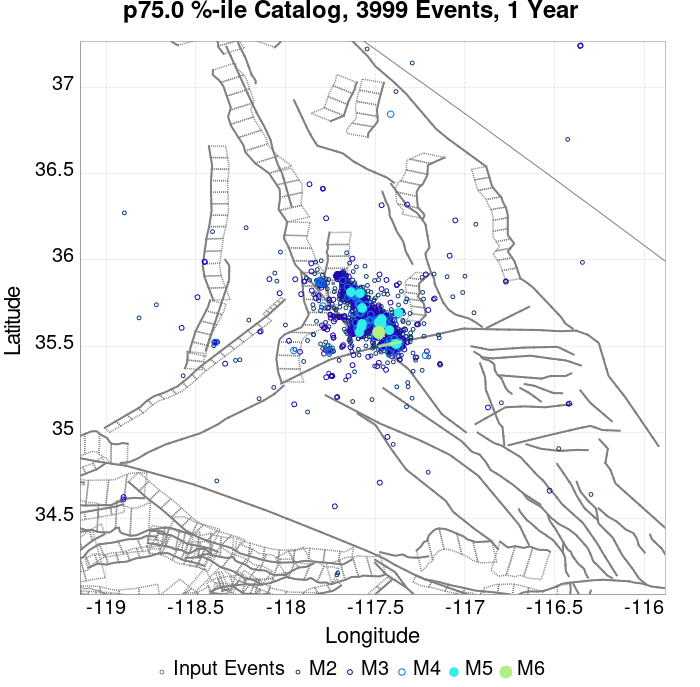 p75.0 %-ile Catalog, 3999 Events, 1 Year
37
36.5
36
35.5
35
34.5
Latitude
-119 -118.5 -118 -117.5 -117 -116.5 -116
Longitude
Input Events M2 M3 M4 M5 M6